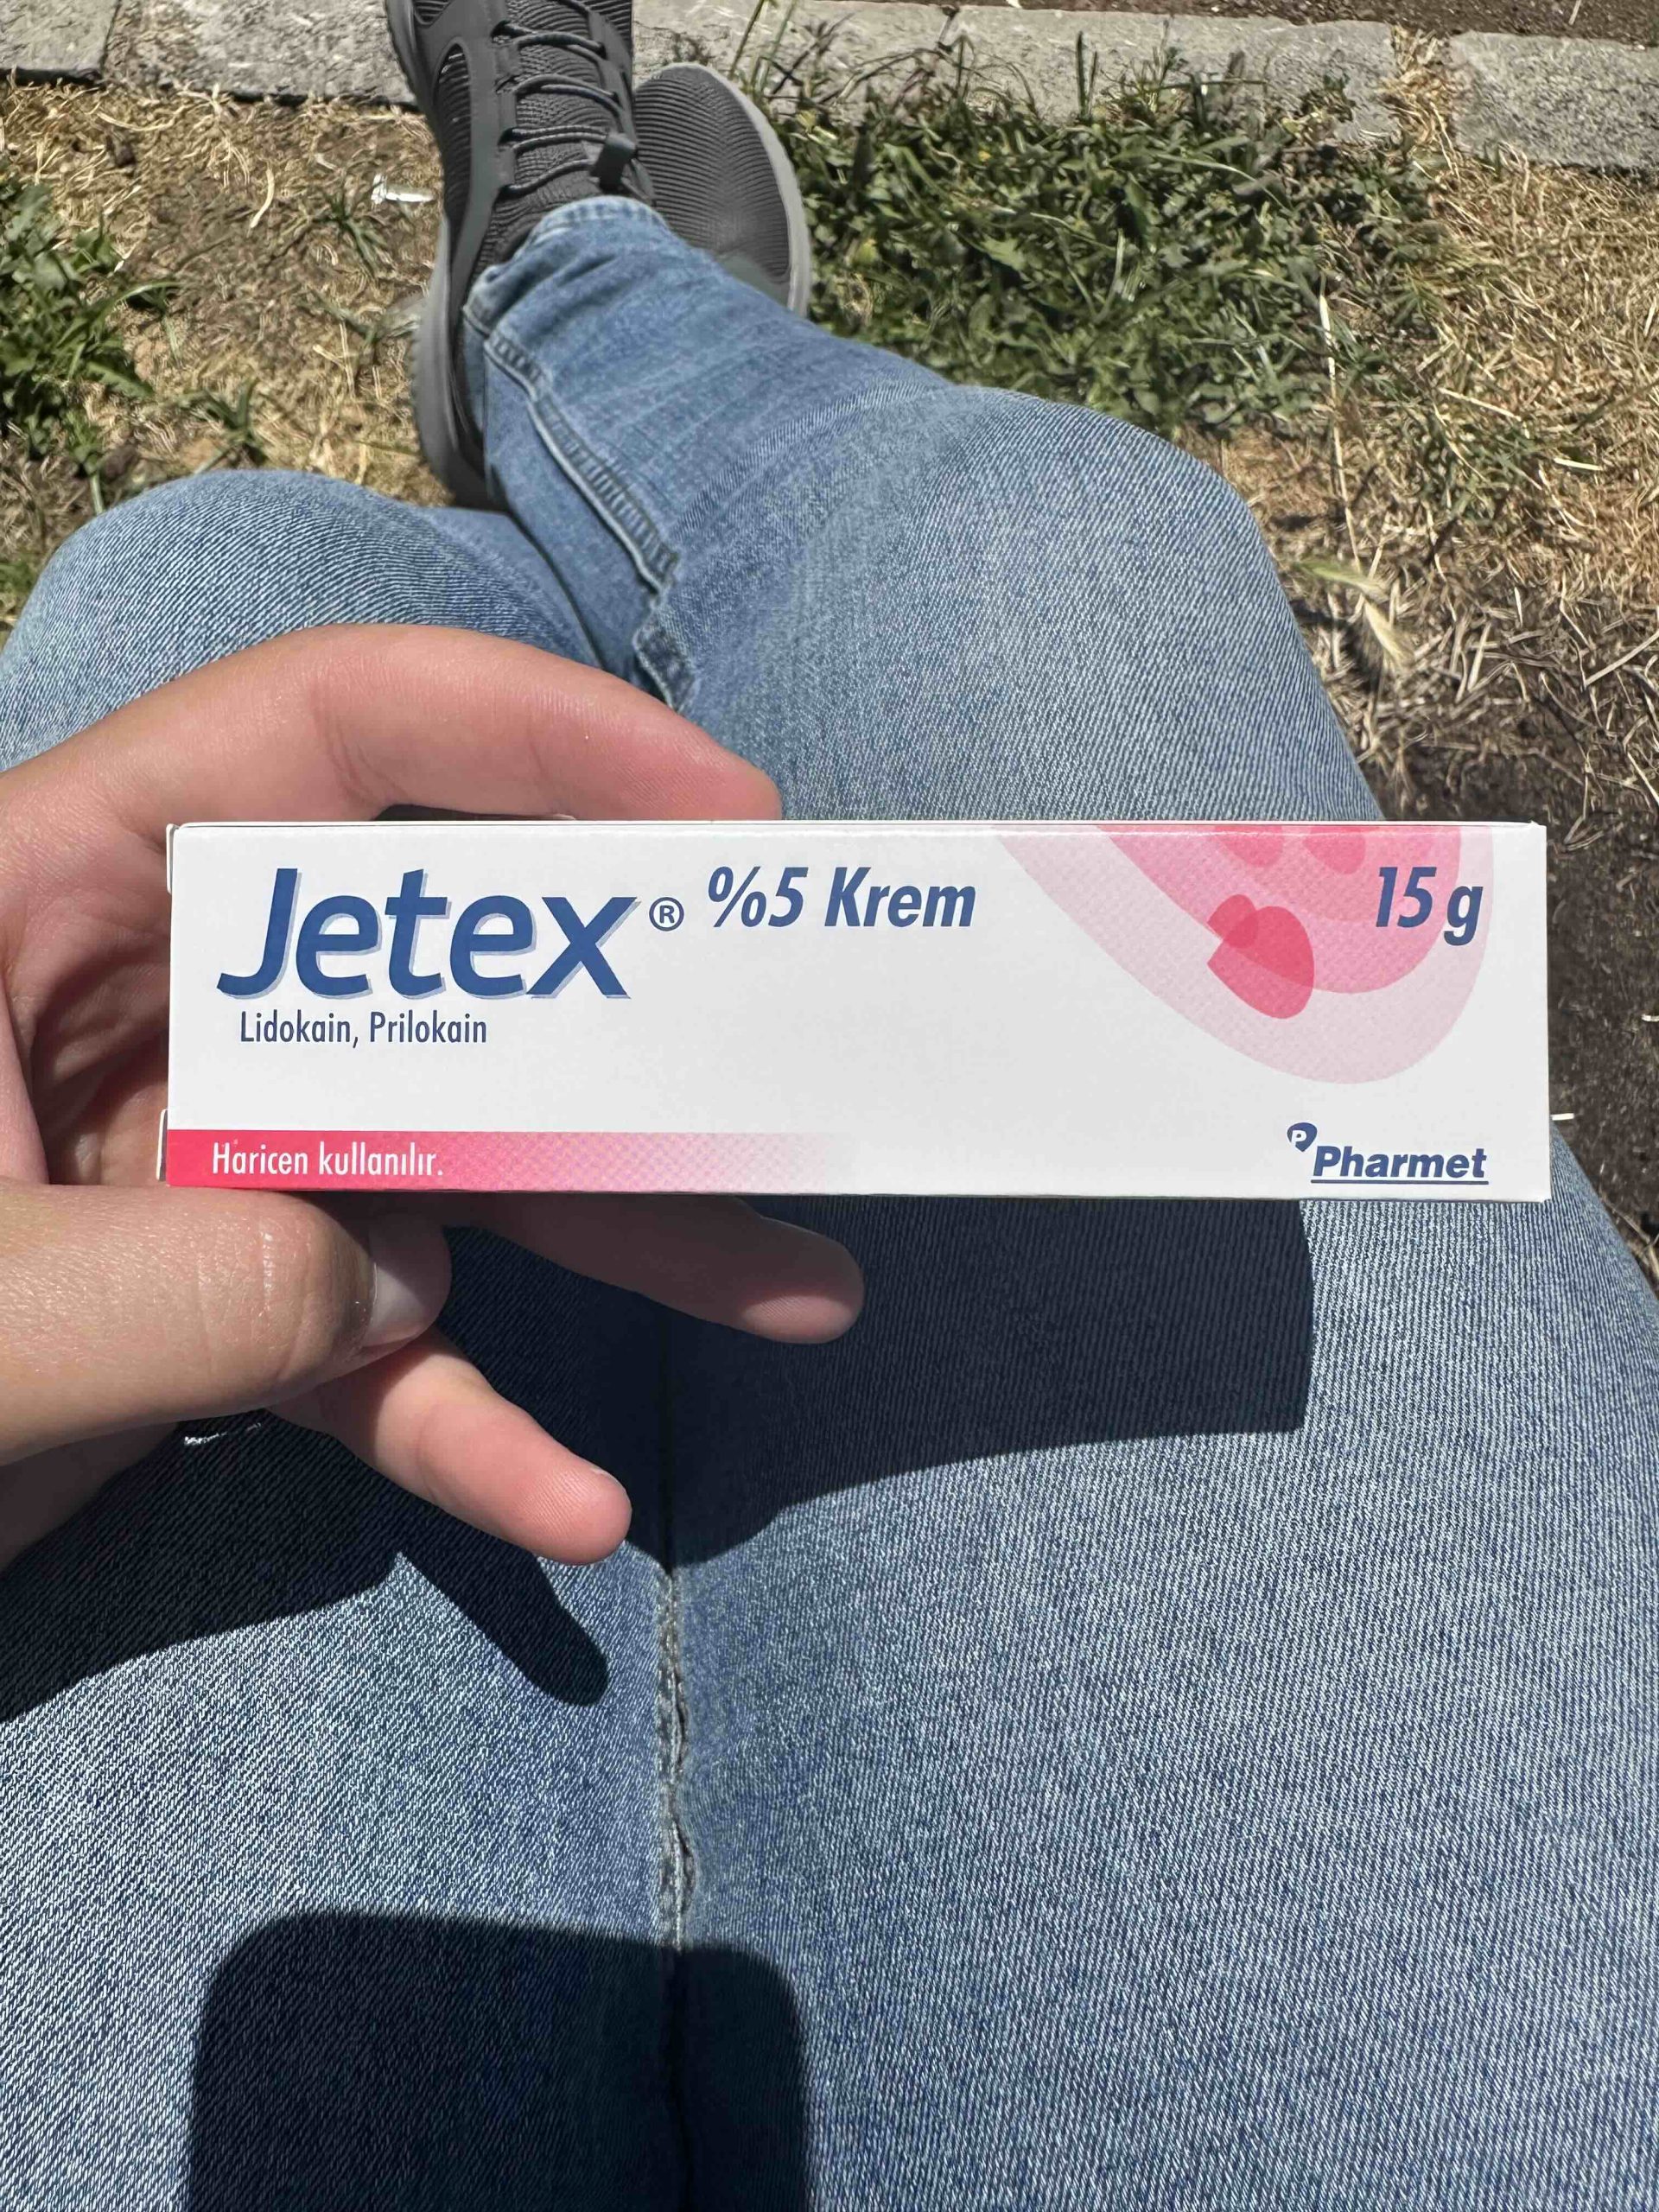 Jetex® %5 Krem
15 g
Lidokain, Prilokain
Haricen kullanılır.
P
Pharmet